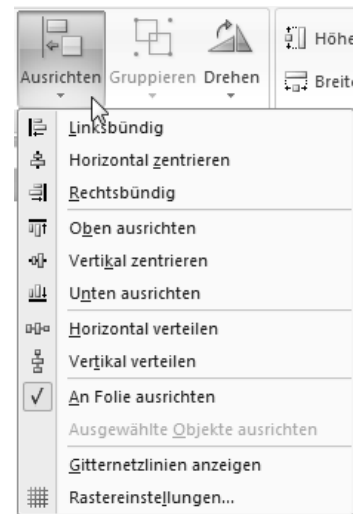 Ausrichten Gruppieren Drehen Höhe
Breite
Linksbündig
Horizontal zentrieren
Rechtsbündig
Oben ausrichten
Vertikal zentrieren
Unten ausrichten
Horizontal verteilen
Vertikal verteilen
An Folie ausrichten
Ausgewählte Objekte ausrichten
Gitternetzlinien anzeigen
Rastereinstellungen...